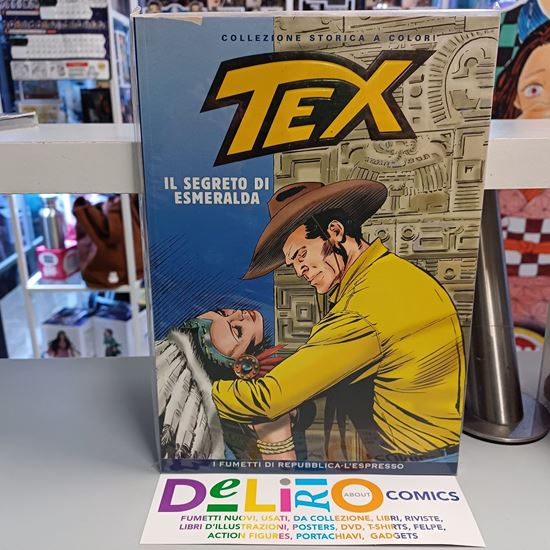 COLLEZIONE STORICA A COLORI
TEX
IL SEGRETO DI
ESMERALDA
I FUMETTI DI REPUBBLICA-L'ESPRESSO
DeLiRiO ABOUT COMICS
FUMETTI NUOVI, USATI, DA COLLEZIONE, LIBRI, RIVISTE,
LIBRI D'ILLUSTRAZIONI, POSTERS, DVD, T-SHIRTS, FELPE,
ACTION FIGURES, PORTACHIAVI, GADGETS